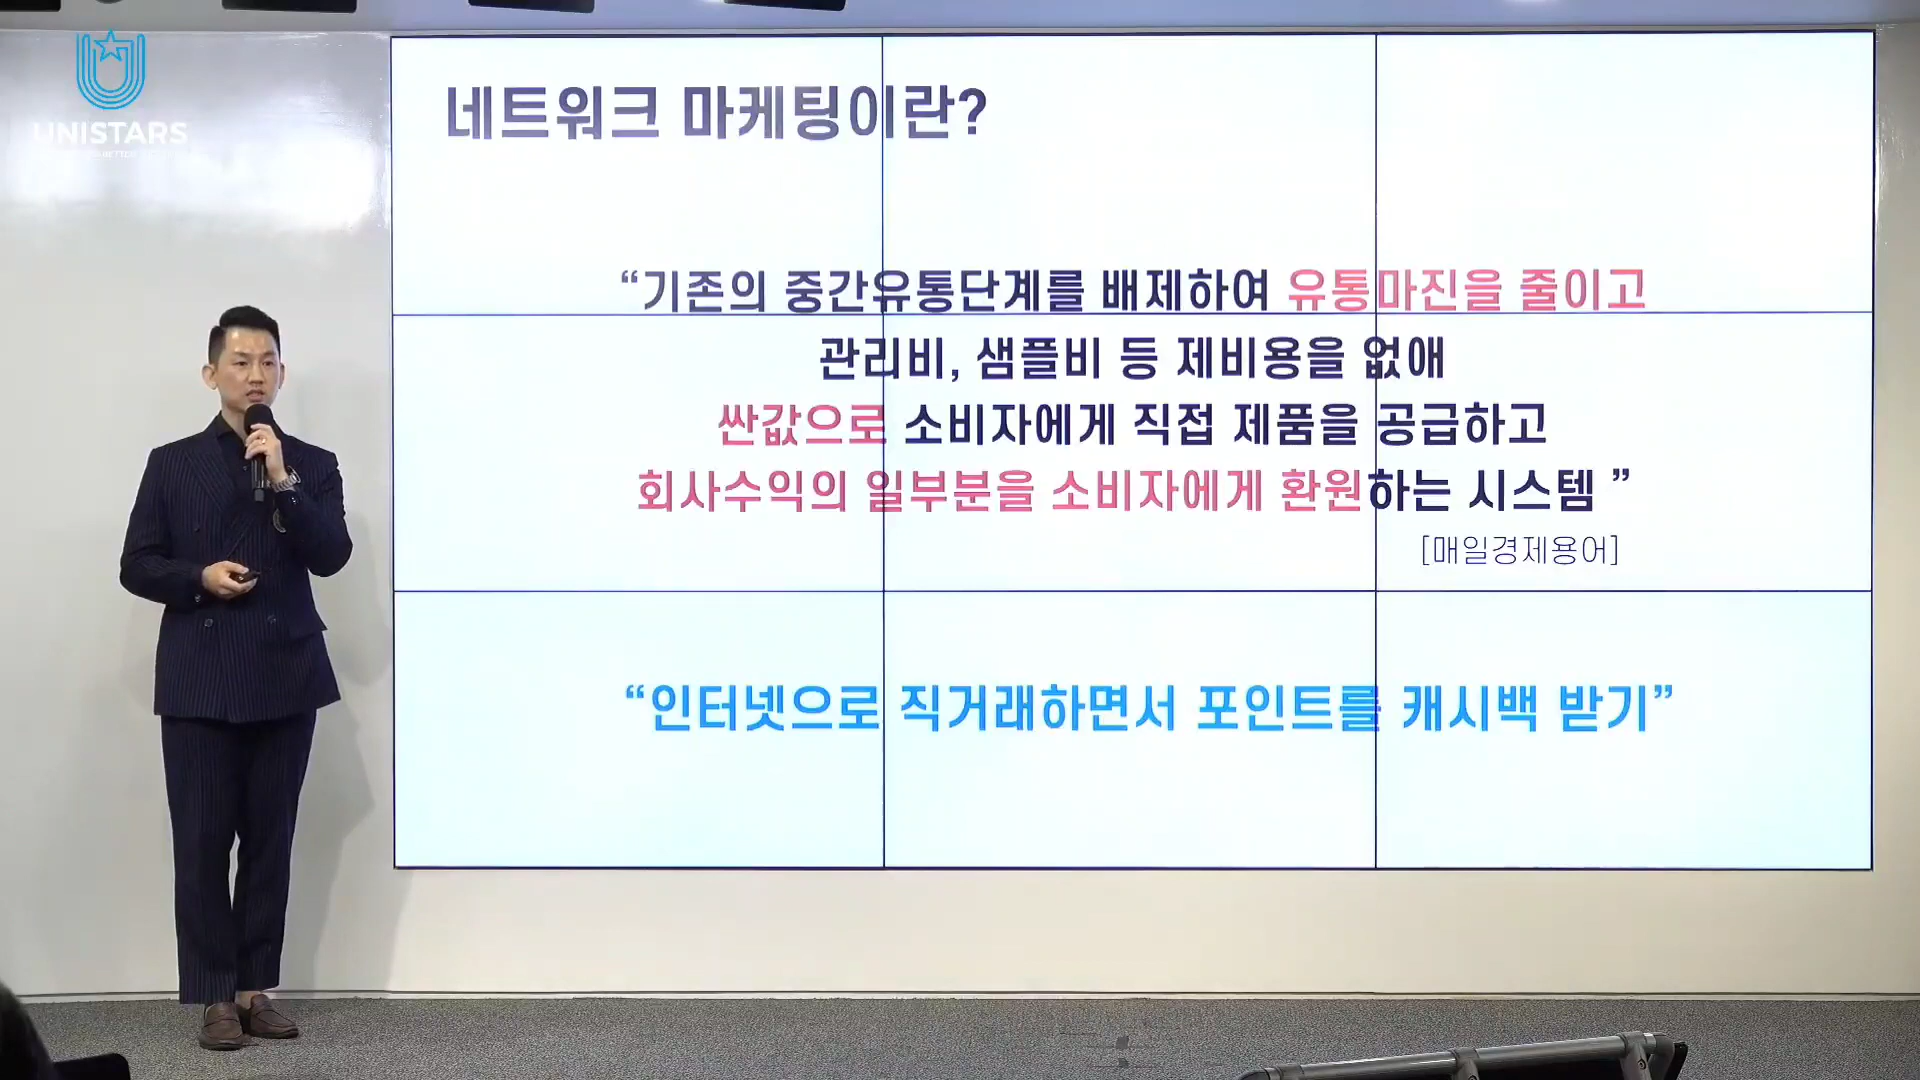 UNISTARS
네트워크 마케팅이란?
“기존의 중간유통단계를 배제하여 유통마진을 줄이고
관리비, 샘플비 등 제비용을 없애
싼값으로 소비자에게 직접 제품을 공급하고
회사수익의 일부분을 소비자에게 환원하는 시스템 ”
[매일경제용어]
“인터넷으로 직거래하면서 포인트를 캐시백 받기”